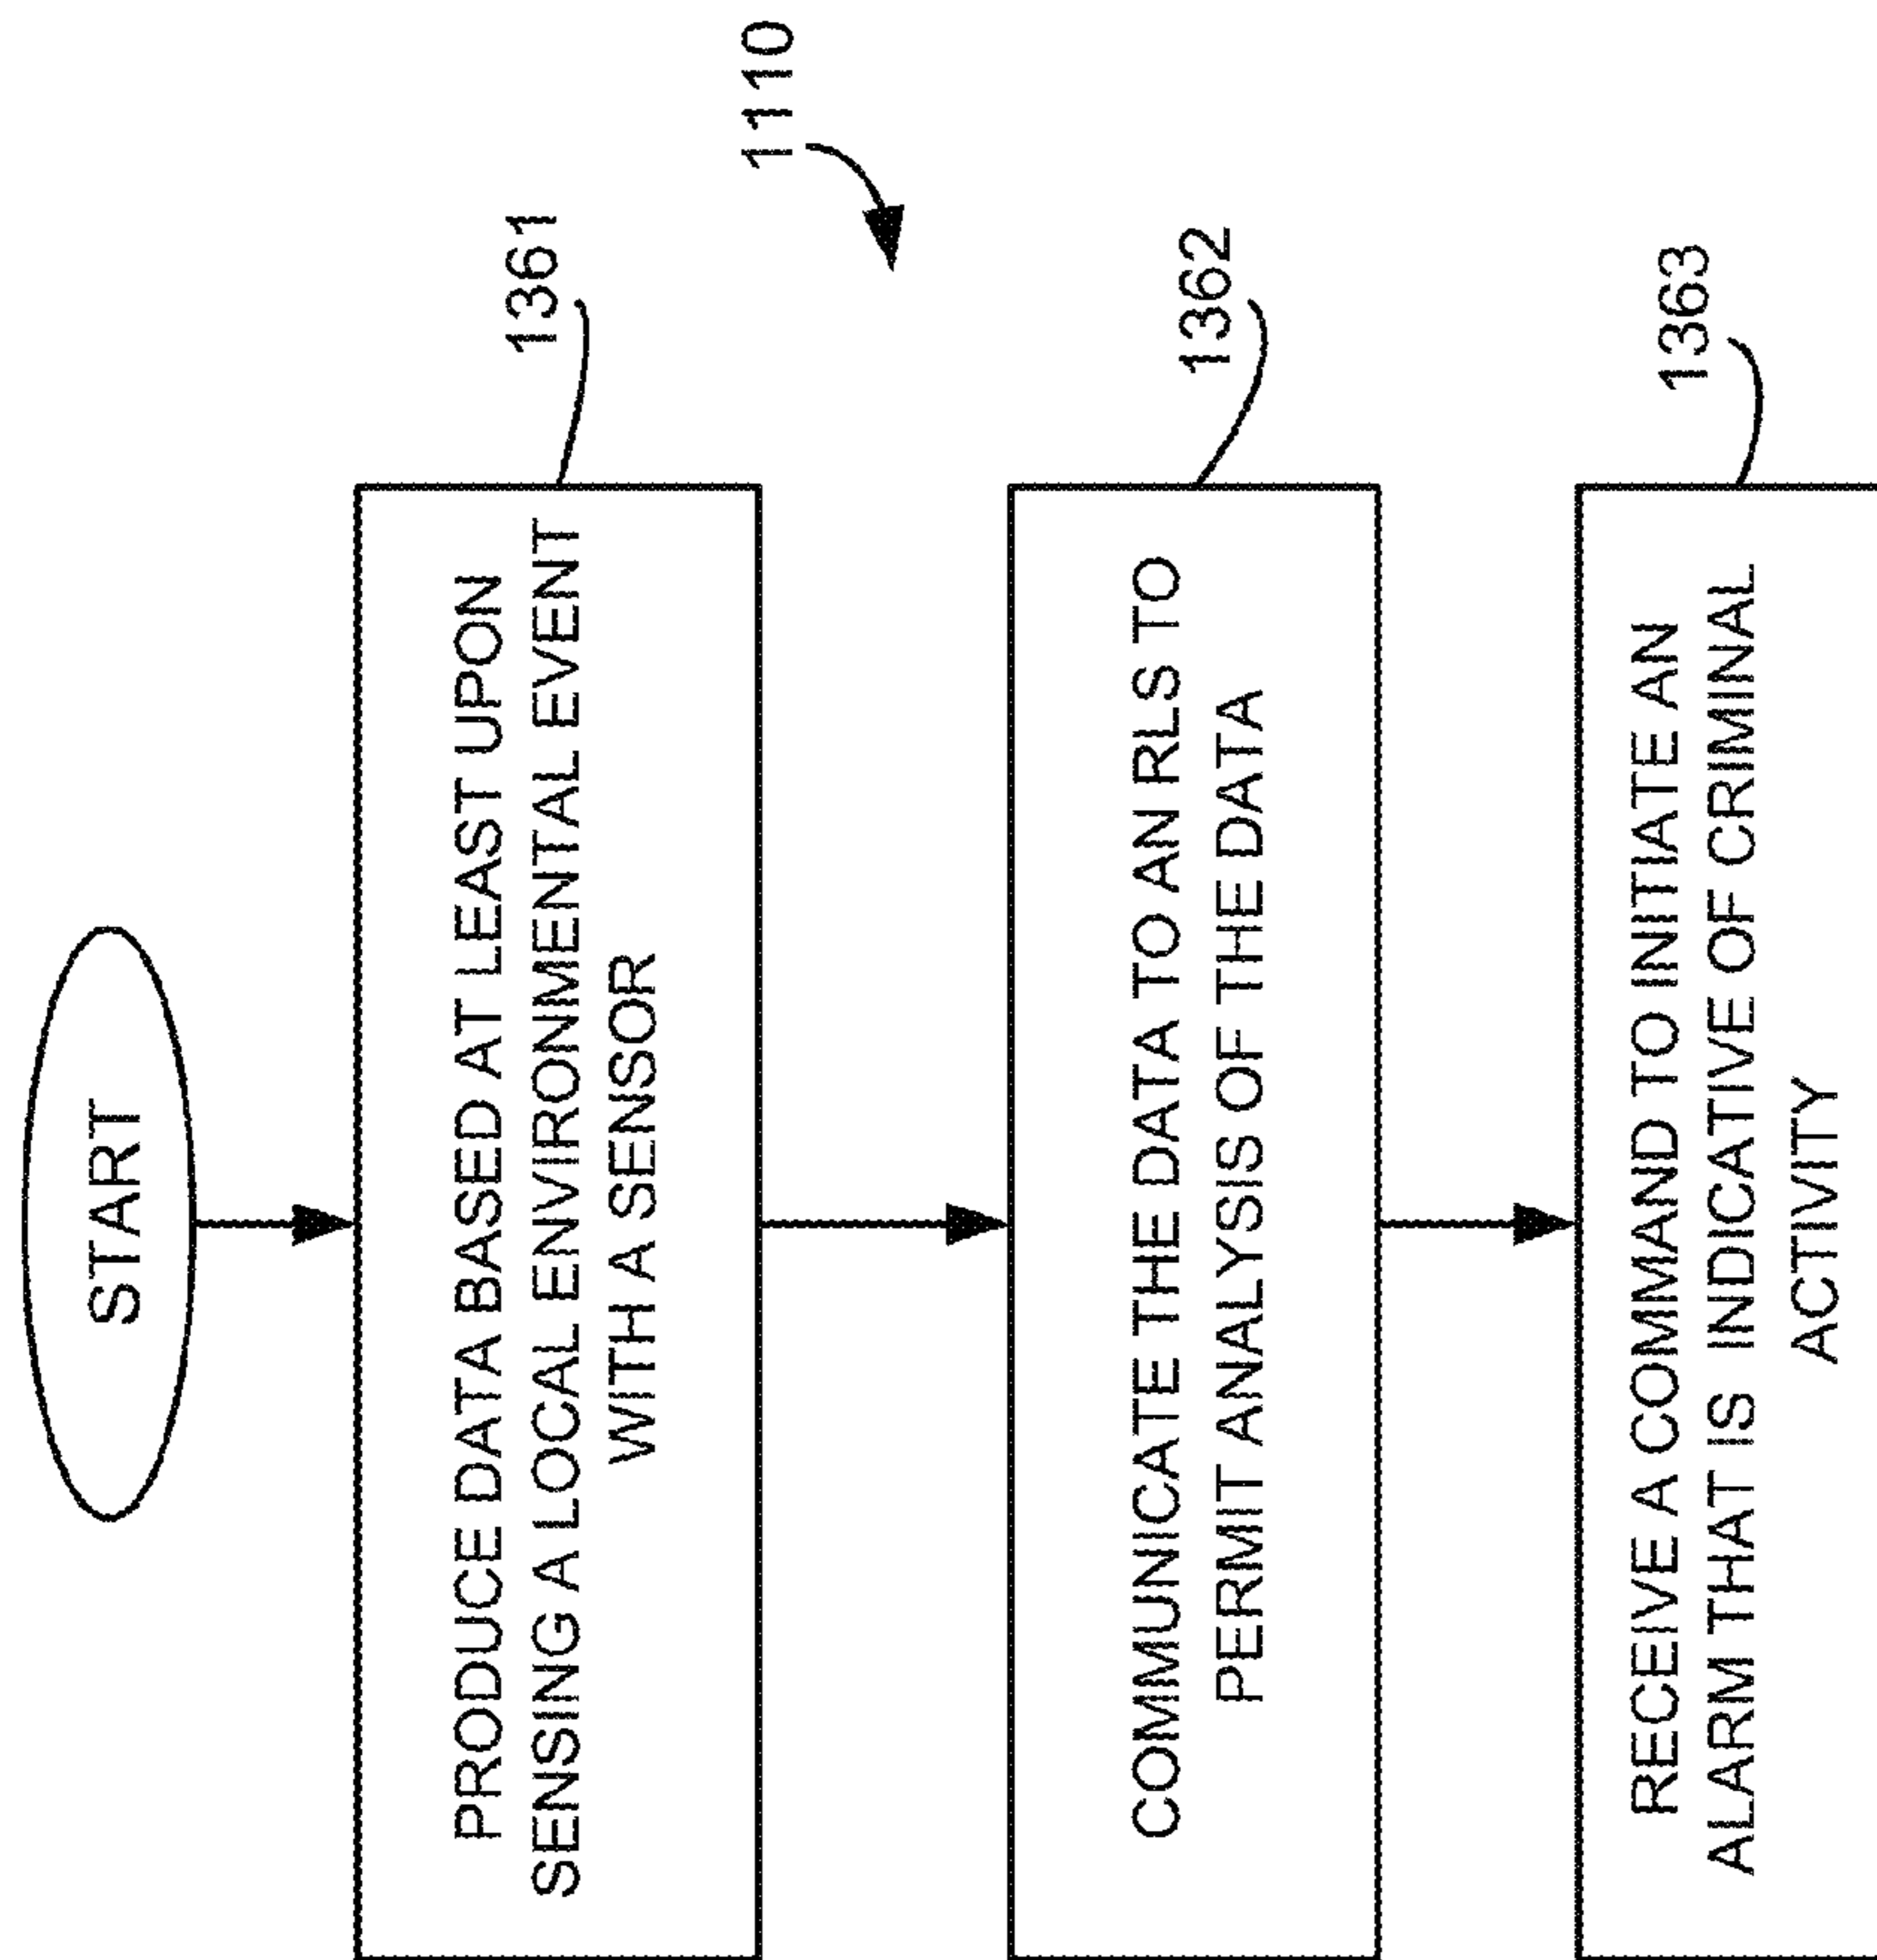 START
1110
PRODUCE DATA BASED AT LEAST UPON
SENSING A LOCAL ENVIRONMENTAL EVENT
WITH A SENSOR
1361
COMMUNICATE THE DATA TO AN RLS TO
PERMIT ANALYSIS OF THE DATA
1362
RECEIVE A COMMAND TO INITIATE AN
ALARM THAT IS INDICATIVE OF CRIMINAL
ACTIVITY
1363